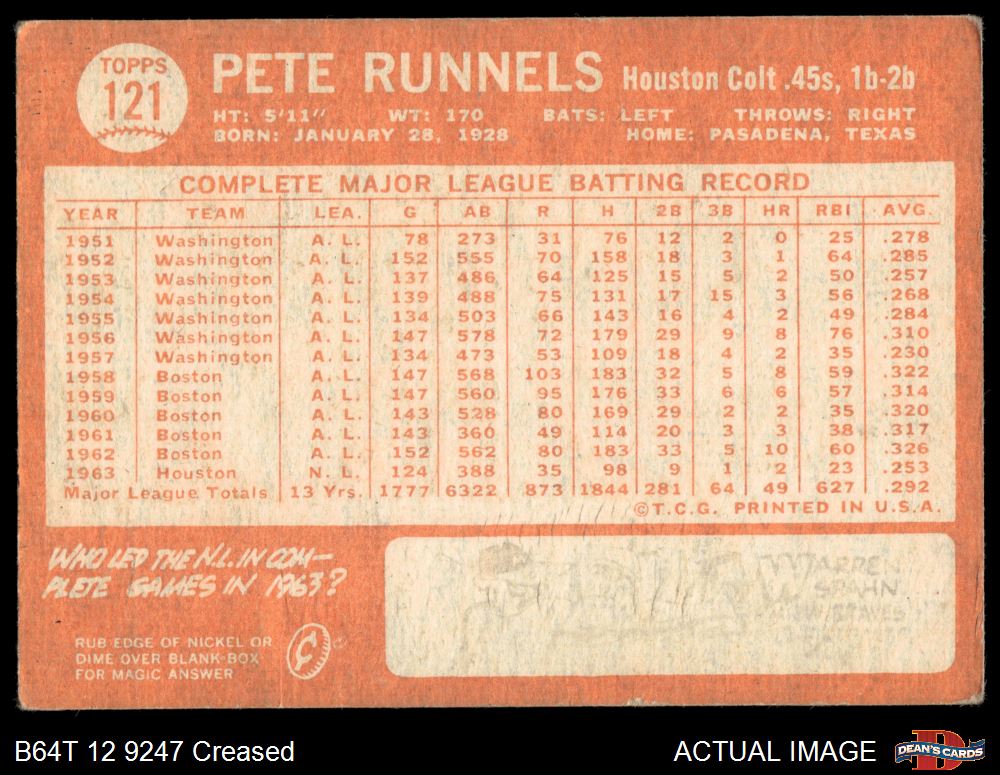 TOPPS
121
PETE RUNNELS Houston Colt .45s, 1b-2b
HT: 5'11" WT: 170 BATS: LEFT THROWS: RIGHT
BORN: JANUARY 28, 1928 HOME: PASADENA, TEXAS
COMPLETE MAJOR LEAGUE BATTING RECORD
YEAR TEAM LEA. G AB R H 2B 3B HR RBI AVG.
1951 Washington A. L. 78 273 31 76 12 2 0 25 .278
1952 Washington A. L. 152 555 70 158 18 3 1 64 .285
1953 Washington A. L. 137 486 64 125 15 5 2 50 .257
1954 Washington A. L. 139 488 75 131 17 15 3 56 .268
1955 Washington A. L. 134 503 66 143 16 4 2 49 .284
1956 Washington A. L. 147 578 72 179 29 9 8 76 .310
1957 Washington A. L. 134 473 53 109 18 4 2 35 .230
1958 Boston A. L. 147 568 103 183 32 5 8 59 .322
1959 Boston A. L. 147 560 95 176 33 6 6 57 .314
1960 Boston A. L. 143 528 80 169 29 2 2 35 .320
1961 Boston A. L. 143 360 49 114 20 3 3 38 .317
1962 Boston A. L. 152 562 80 183 33 5 10 60 .326
1963 Houston N. L. 124 388 35 98 9 1 2 23 .253
Major League Totals 13 Yrs. 1777 6322 873 1844 281 64 49 627 .292
©T.C.G. PRINTED IN U.S.A.
WHO LED THE N.L. IN COM-
PLETE GAMES IN 1963?
RUB EDGE OF NICKEL OR
DIME OVER BLANK BOX
FOR MAGIC ANSWER
¢
WARREN
SPAHN
BRAVES
B64T 12 9247 Creased
ACTUAL IMAGE
D
DEAN'S CARDS